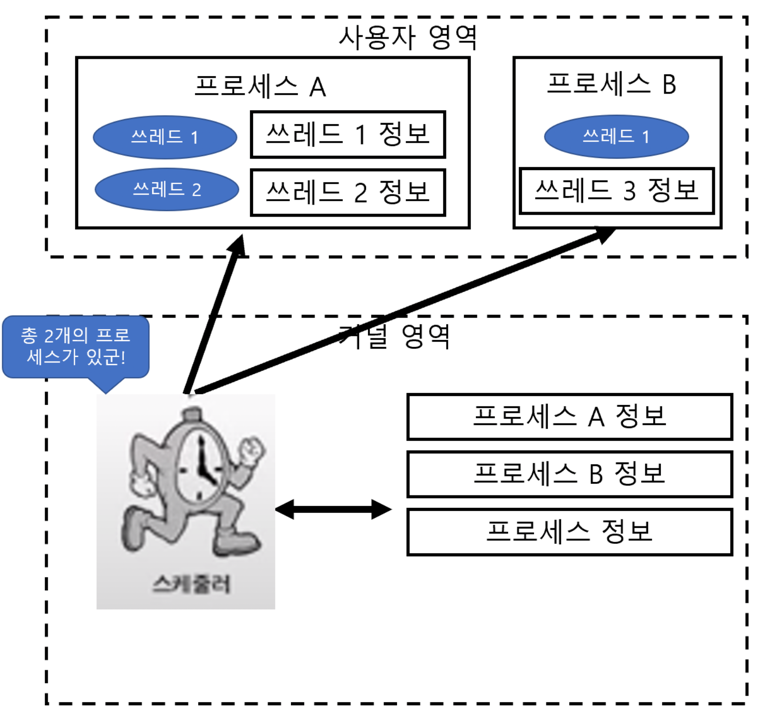 사용자 영역
프로세스 A
쓰레드 1
쓰레드 1 정보
쓰레드 2
쓰레드 2 정보
프로세스 B
쓰레드 1
쓰레드 3 정보
커널 영역
총 2개의 프로
세스가 있군!
프로세스 A 정보
프로세스 B 정보
프로세스 정보
스케줄러